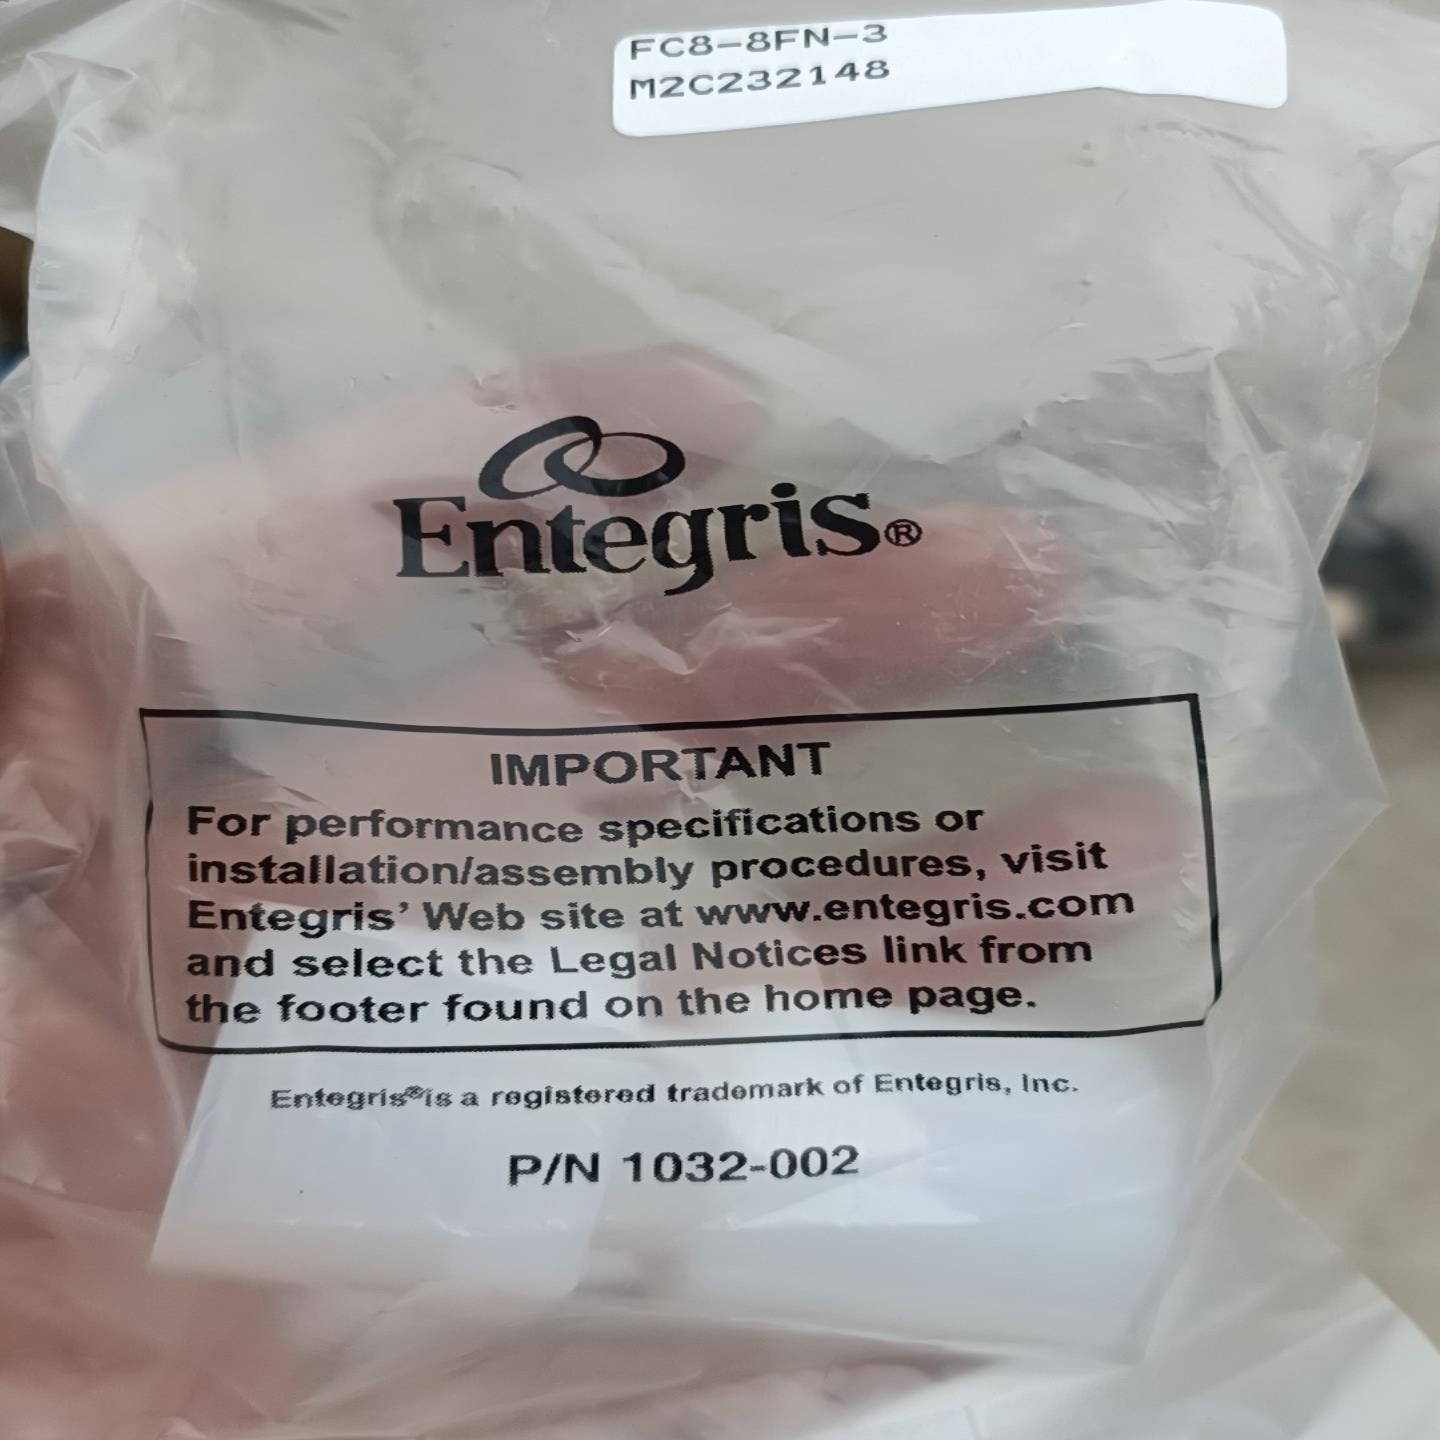 FC8-8FN-3
M2C232148
Entegris®
IMPORTANT
For performance specifications or
installation/assembly procedures, visit
Entegris’ Web site at www.entegris.com
and select the Legal Notices link from
the footer found on the home page.
Entegris® is a registered trademark of Entegris, Inc.
P/N 1032-002